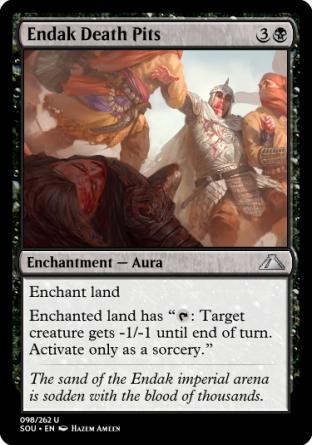 Endak Death Pits 3
Enchantment — Aura
Enchant land
Enchanted land has “: Target
creature gets -1/-1 until end of turn.
Activate only as a sorcery.”
The sand of the Endak imperial arena
is sodden with the blood of thousands.
098/262 U
SOU • EN Hazem Ameen